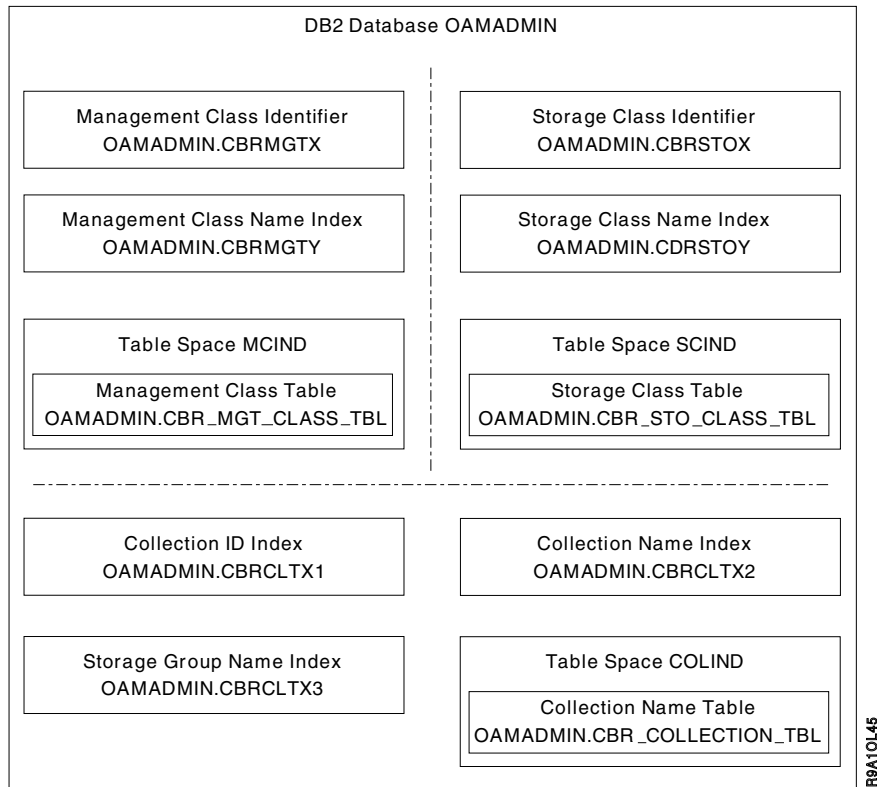 DB2 Database OAMADMIN
Management Class Identifier
OAMADMIN.CBRMGTX
Storage Class Identifier
OAMADMIN.CBRSTOX
Management Class Name Index
OAMADMIN.CBRMGTY
Storage Class Name Index
OAMADMIN.CDRSTOY
Table Space MCIND
Management Class Table
OAMADMIN.CBR_MGT_CLASS_TBL
Table Space SCIND
Storage Class Table
OAMADMIN.CBR_STO_CLASS_TBL
Collection ID Index
OAMADMIN.CBRCLTX1
Collection Name Index
OAMADMIN.CBRCLTX2
Storage Group Name Index
OAMADMIN.CBRCLTX3
Table Space COLIND
Collection Name Table
OAMADMIN.CBR_COLLECTION_TBL
R9A1OL45